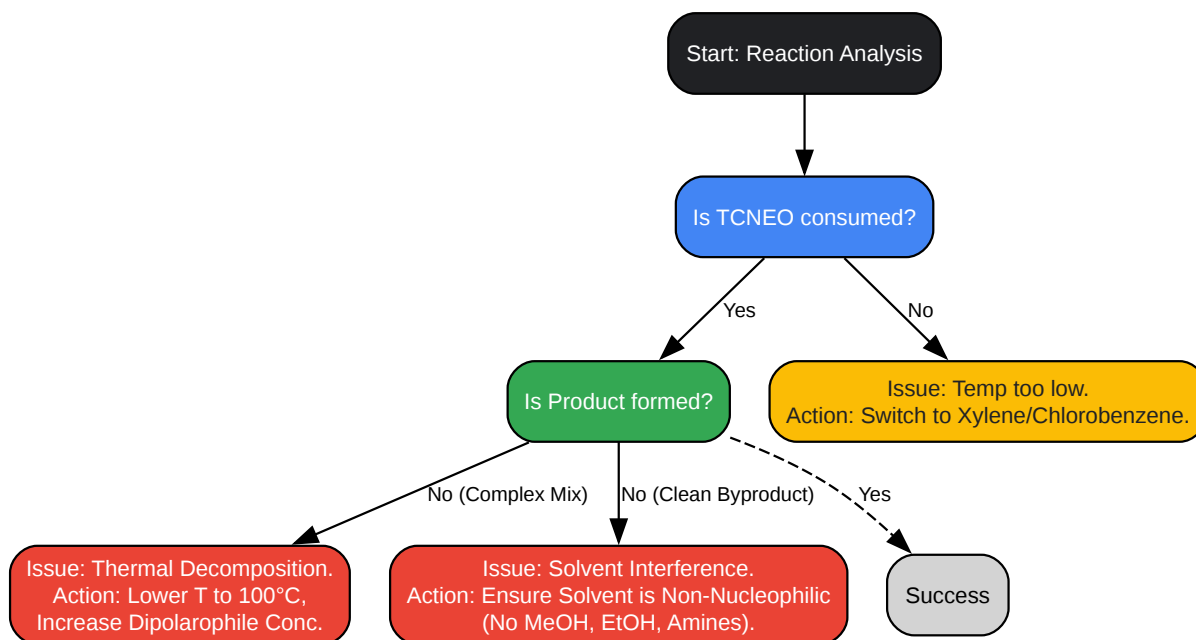 Start: Reaction Analysis
Is TCNEO consumed?
Yes
No
Is Product formed?
Issue: Temp too low.
Action: Switch to Xylene/Chlorobenzene.
No (Complex Mix)
No (Clean Byproduct)
Yes
Issue: Thermal Decomposition.
Action: Lower T to 100°C,
Increase Dipolarophile Conc.
Issue: Solvent Interference.
Action: Ensure Solvent is Non-Nucleophilic
(No MeOH, EtOH, Amines).
Success